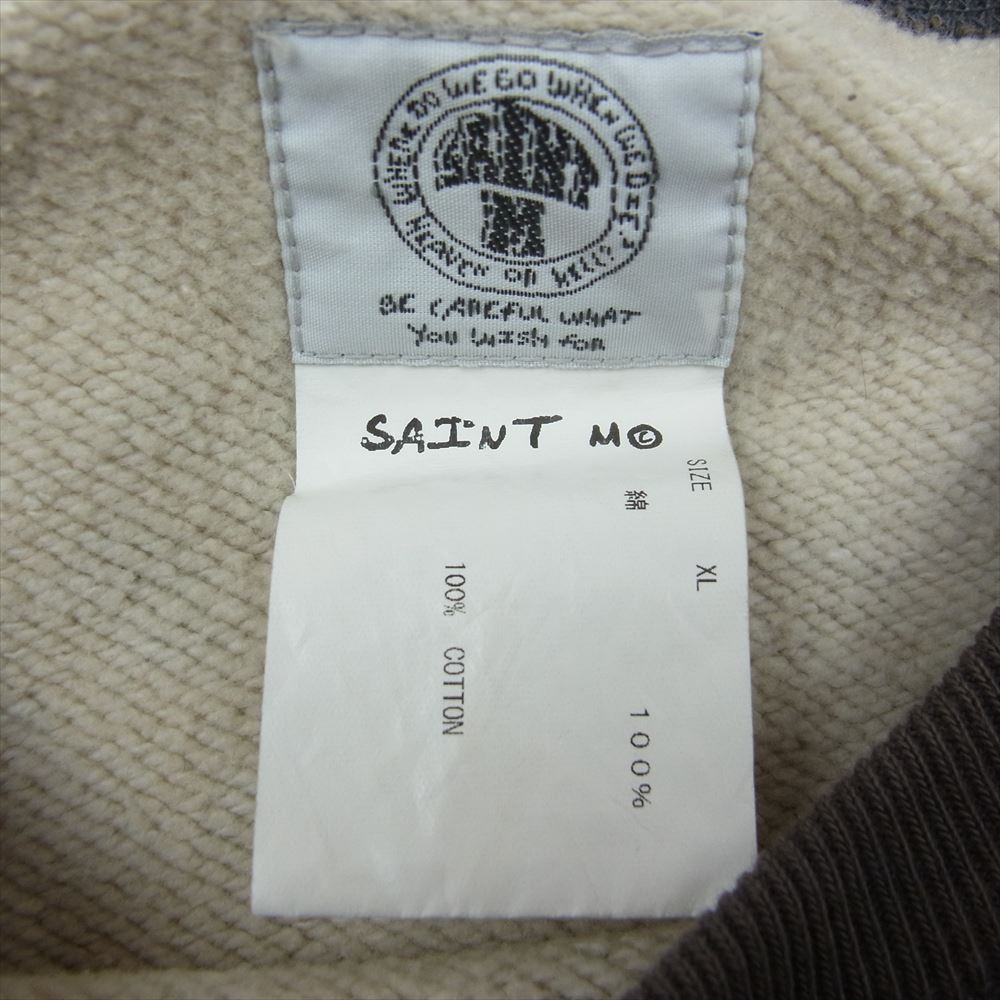 WHERE DO WE GO WHEN WE DIE?
HEAVEN OR HELL?
BE CAREFUL WHAT
YOU WISH FOR
SAINT M©
SIZE XL
綿 100%
100% COTTON